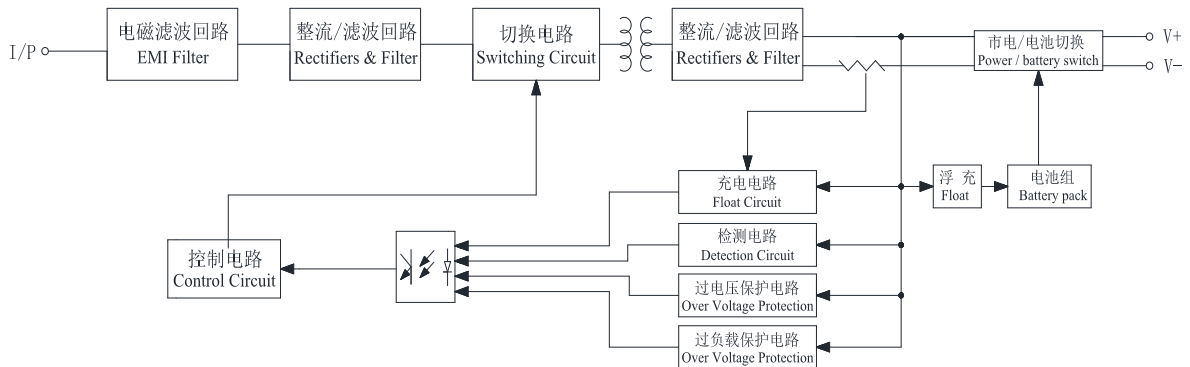 电磁滤波回路
EMI Filter
整流/滤波回路
Rectifiers & Filter
切换电路
Switching Circuit
整流/滤波回路
Rectifiers & Filter
市电/电池切换
Power / battery switch
I/P
V+
V-
充电电路
Float Circuit
浮 充
Float
电池组
Battery pack
检测电路
Detection Circuit
控制电路
Control Circuit
过电压保护电路
Over Voltage Protection
过负载保护电路
Over Voltage Protection